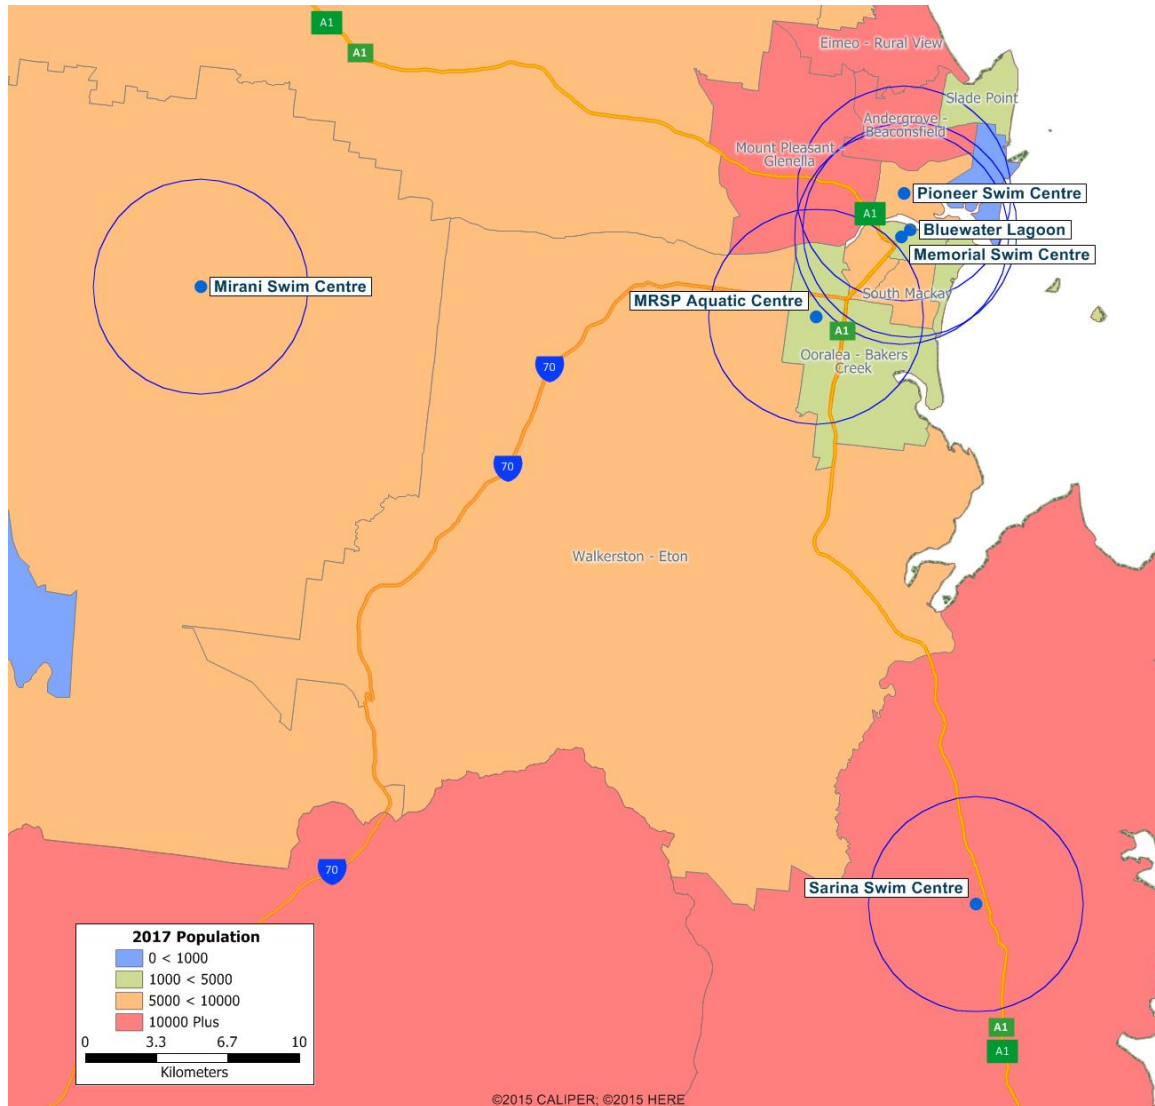 A1
A1
Eimeo - Rural View
Slade Point
Andergrove -
Beaconsfield
Mount Pleasant -
Glenella
Pioneer Swim Centre
A1
Bluewater Lagoon
Memorial Swim Centre
Mirani Swim Centre
MRSP Aquatic Centre
South Mackay
A1
Ooralea - Bakers
Creek
70
70
Walkerston - Eton
70
Sarina Swim Centre
2017 Population
0 < 1000
1000 < 5000
5000 < 10000
10000 Plus
0 3.3 6.7 10
Kilometers
A1
A1
©2015 CALIPER; ©2015 HERE